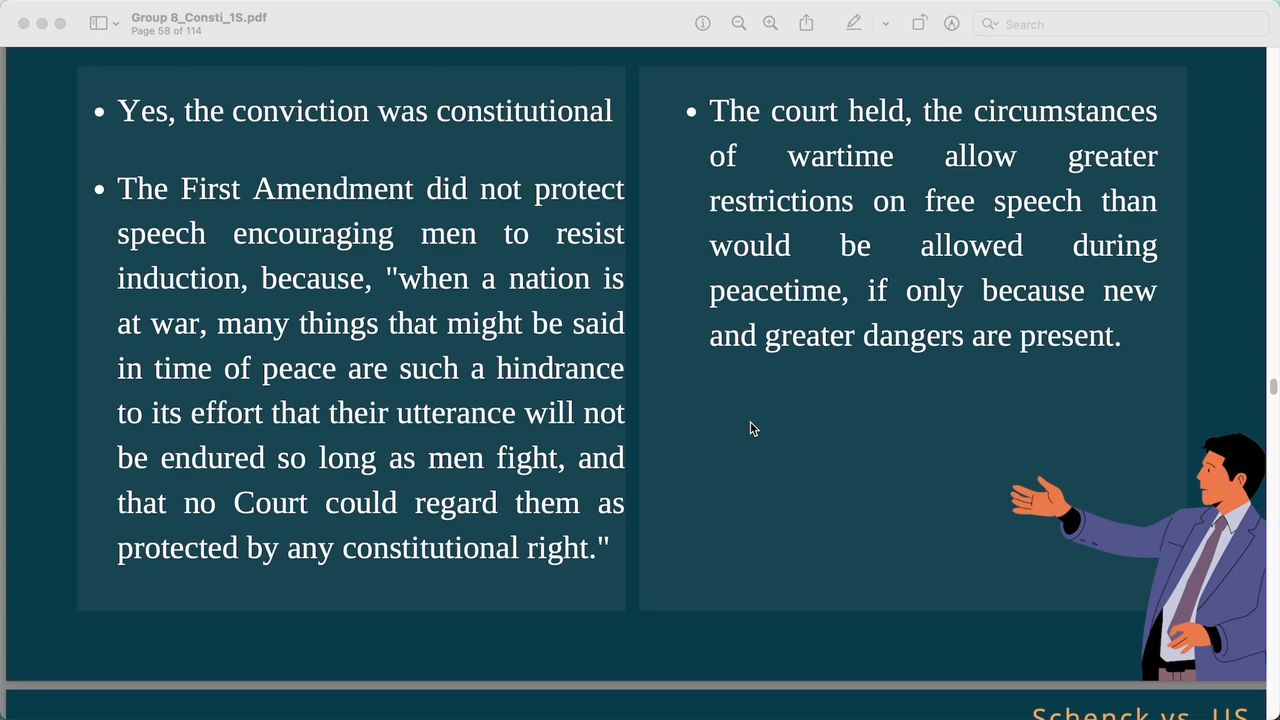 Group 8_Consti_1S.pdf
Page 58 of 114
Search
• Yes, the conviction was constitutional
• The First Amendment did not protect
speech encouraging men to resist
induction, because, "when a nation is
at war, many things that might be said
in time of peace are such a hindrance
to its effort that their utterance will not
be endured so long as men fight, and
that no Court could regard them as
protected by any constitutional right."
• The court held, the circumstances
of wartime allow greater
restrictions on free speech than
would be allowed during
peacetime, if only because new
and greater dangers are present.
Schenck vs. US